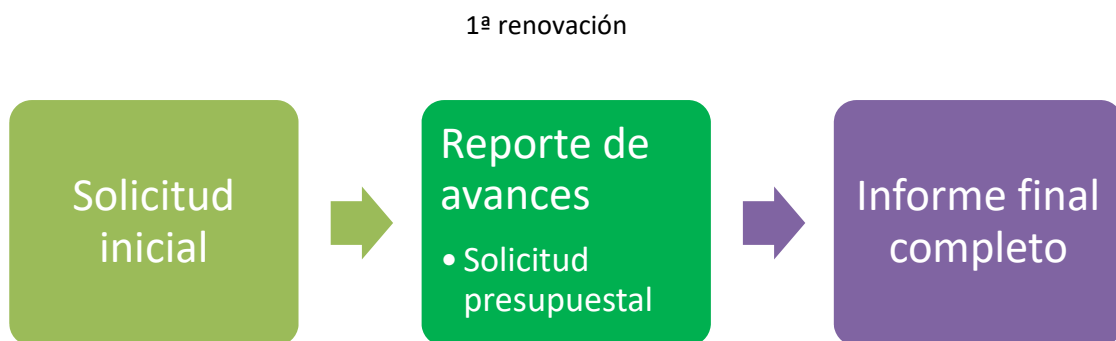 1ª renovación
Solicitud
inicial
Reporte de
avances
• Solicitud
presupuestal
Informe final
completo